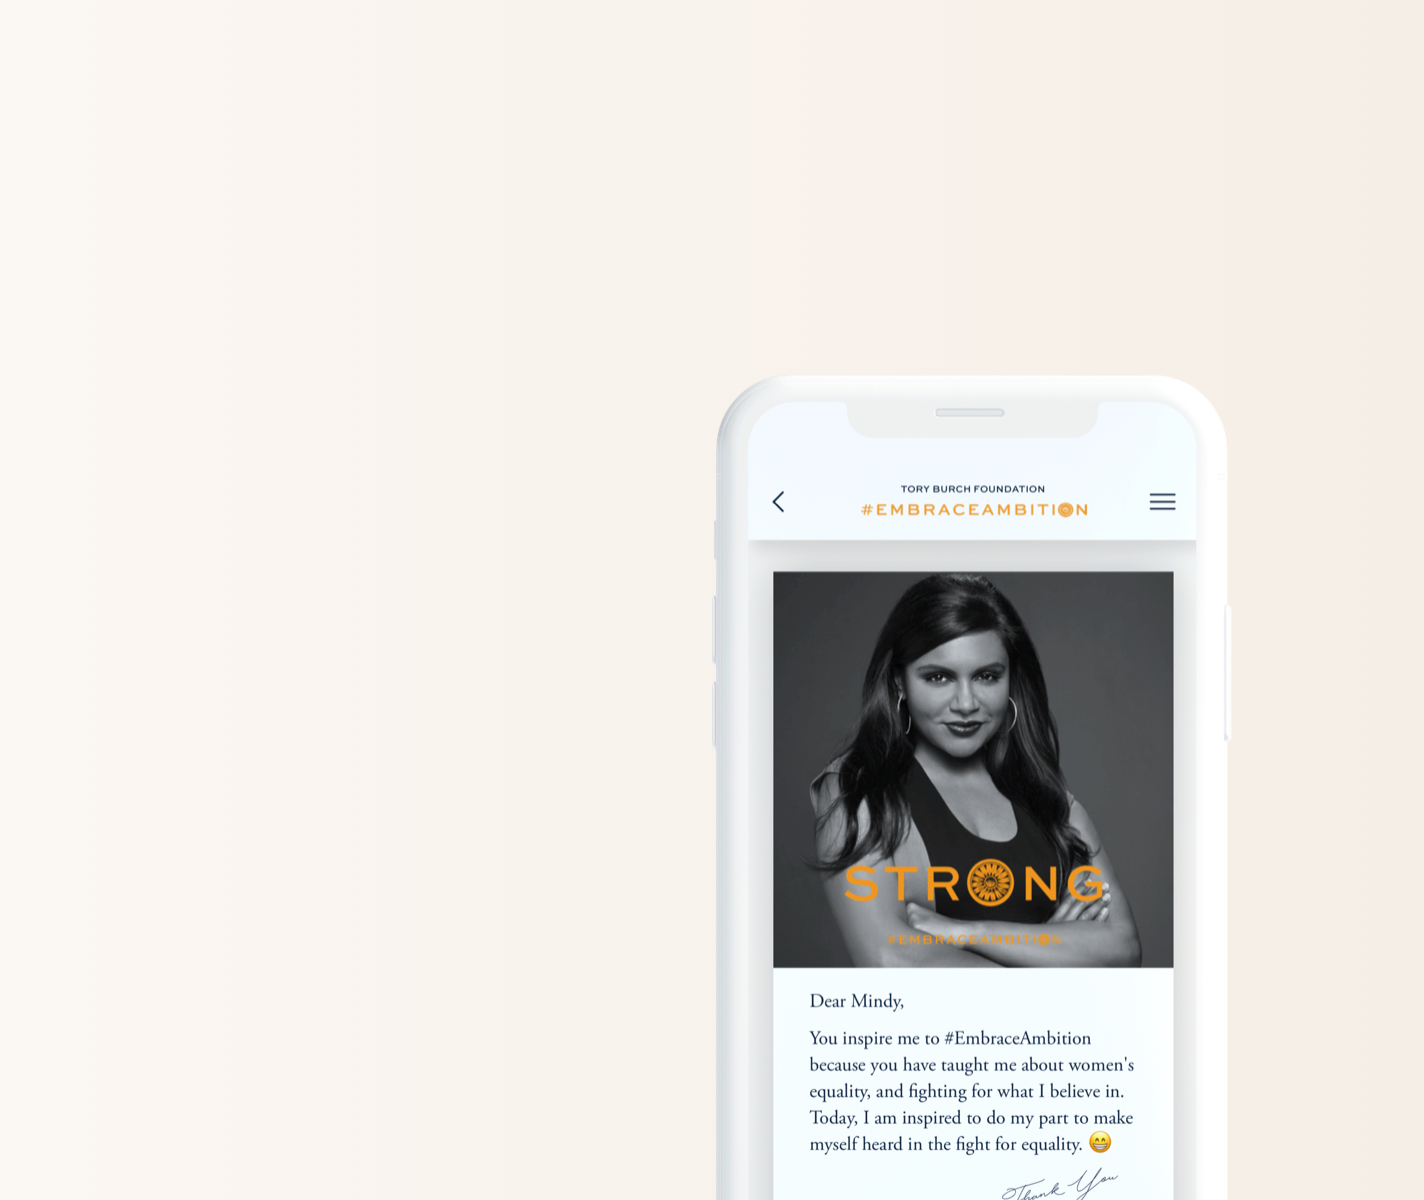 TORY BURCH FOUNDATION
#EMBRACEAMBITION
STRONG
#EMBRACEAMBITION
Dear Mindy,
You inspire me to #EmbraceAmbition
because you have taught me about women's
equality, and fighting for what I believe in.
Today, I am inspired to do my part to make
myself heard in the fight for equality. 😁
Thank You